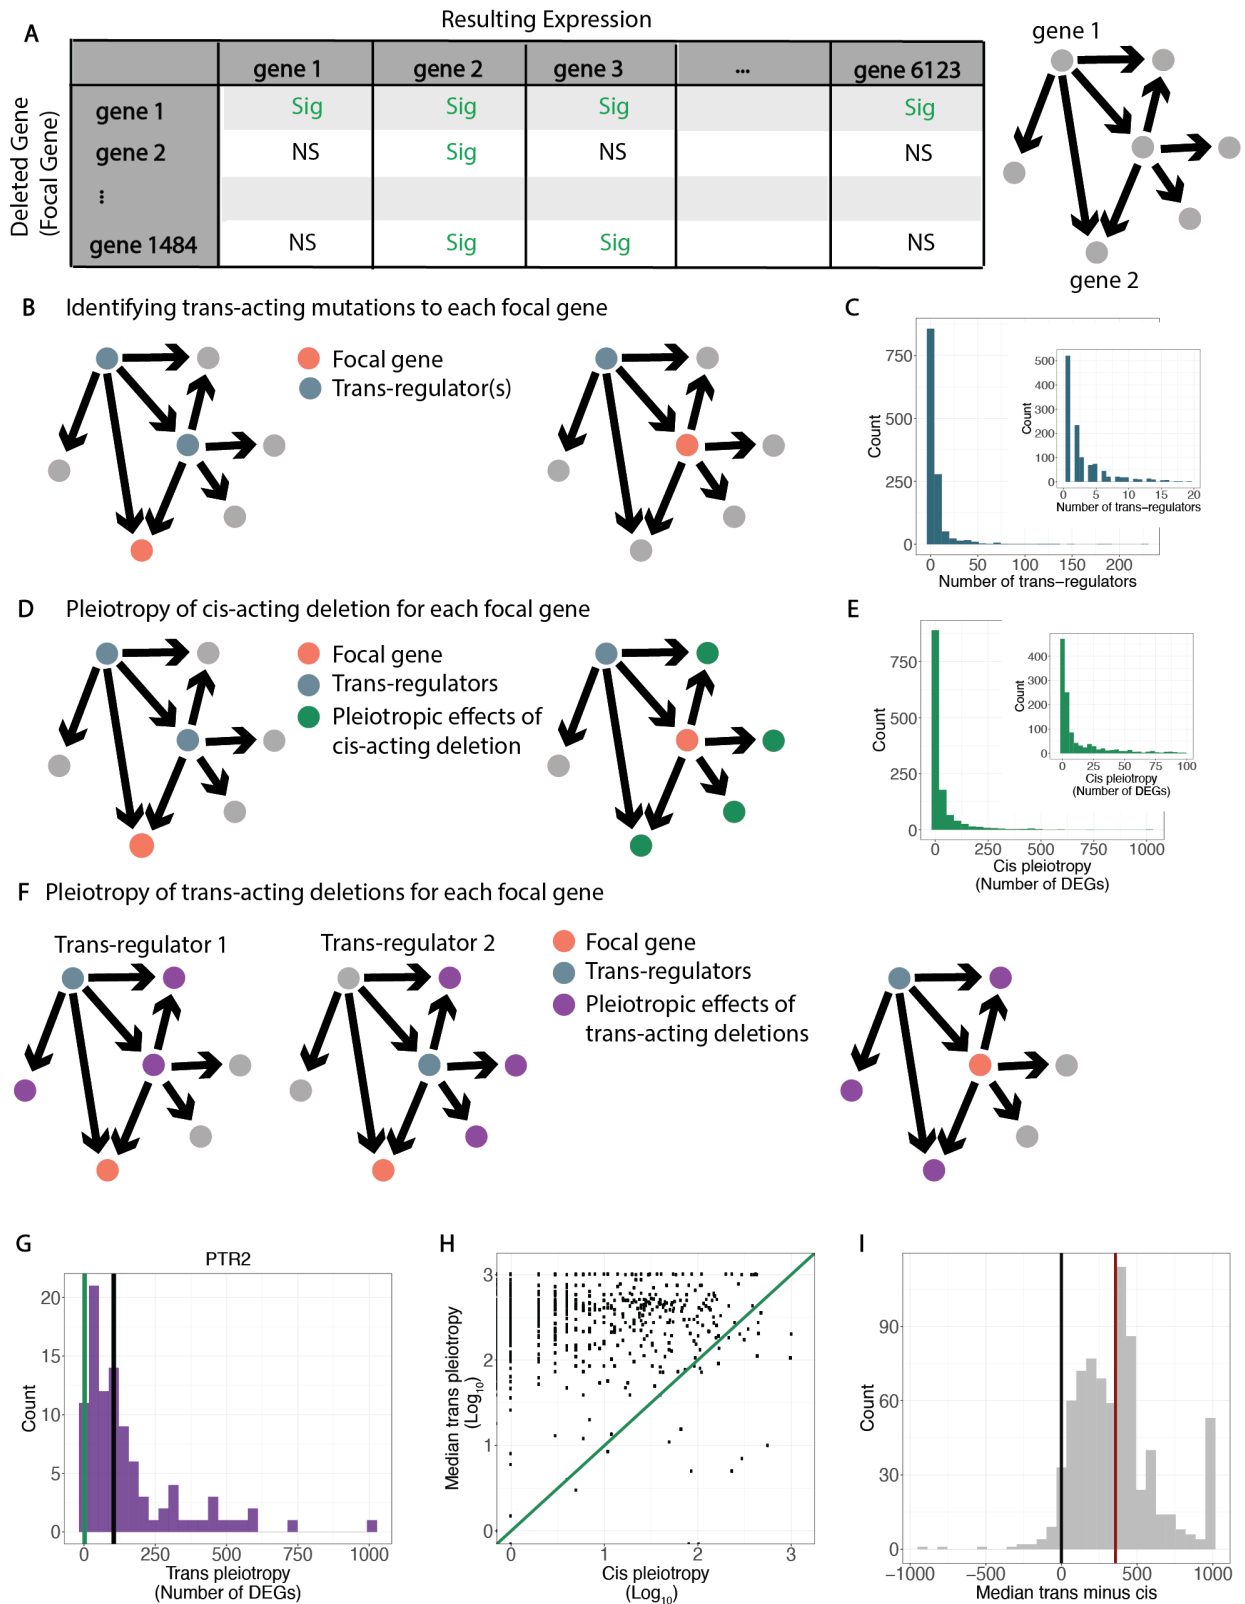 A
Resulting Expression
gene 1
gene 2
gene 3
...
gene 6123
Deleted Gene
(Focal Gene)
gene 1
Sig
Sig
Sig
Sig
gene 2
NS
Sig
NS
NS
...
gene 1484
NS
Sig
Sig
NS
gene 1
gene 2
B Identifying trans-acting mutations to each focal gene
Focal gene
Trans-regulator(s)
C
Count
750
500
250
0
0 50 100 150 200
Number of trans−regulators
Count
500
400
300
200
100
0
0 5 10 15 20
Number of trans−regulators
D Pleiotropy of cis-acting deletion for each focal gene
Focal gene
Trans-regulators
Pleiotropic effects of
cis-acting deletion
E
Count
750
500
250
0
0 250 500 750 1000
Cis pleiotropy
(Number of DEGs)
Count
400
300
200
100
0
0 25 50 75 100
Cis pleiotropy
(Number of DEGs)
F Pleiotropy of trans-acting deletions for each focal gene
Trans-regulator 1
Trans-regulator 2
Focal gene
Trans-regulators
Pleiotropic effects of
trans-acting deletions
G
PTR2
Count
20
15
10
5
0
0 250 500 750 1000
Trans pleiotropy
(Number of DEGs)
H
Median trans pleiotropy
(Log10)
3
2
1
0
0 1 2 3
Cis pleiotropy
(Log10)
I
Count
90
60
30
0
−1000 −500 0 500 1000
Median trans minus cis